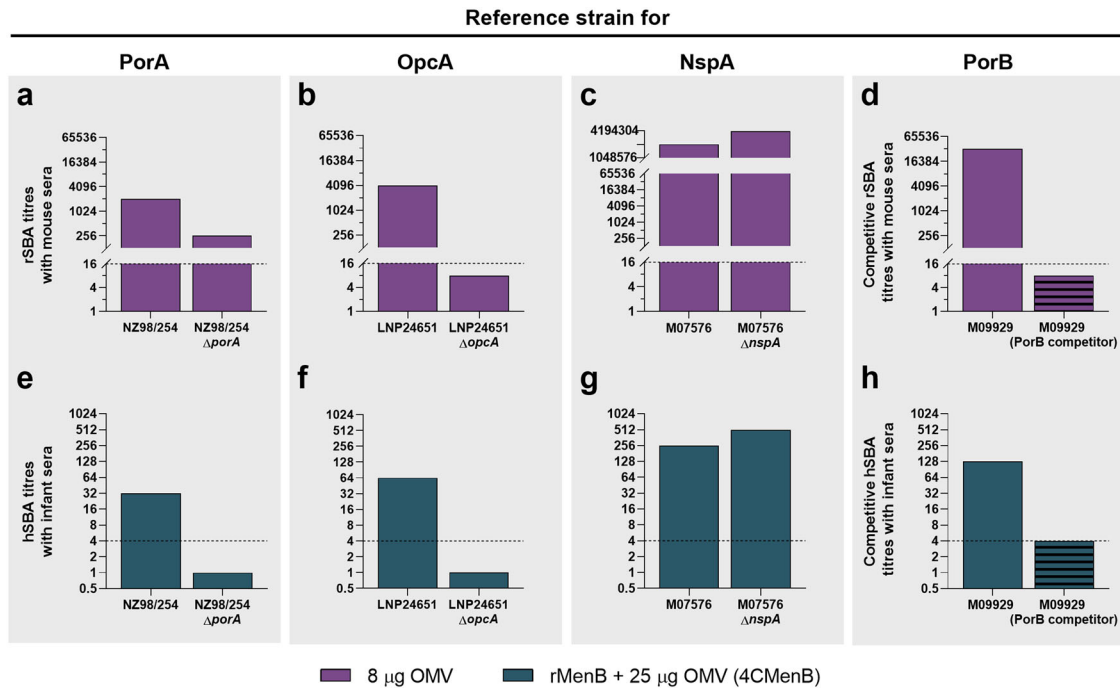 Reference strain for
PorA
OpcA
NspA
PorB
a
rSBA titres
with mouse sera
65536
16384
4096
1024
256
16
4
1
NZ98/254
NZ98/254
ΔporA
b
65536
16384
4096
1024
256
16
4
1
LNP24651
LNP24651
ΔopcA
c
4194304
1048576
65536
16384
4096
1024
256
16
4
1
M07576
M07576
ΔnspA
d
Competitive rSBA
titres with mouse sera
65536
16384
4096
1024
256
16
4
1
M09929
M09929
(PorB competitor)
e
hSBA titres
with infant sera
1024
512
256
128
64
32
16
8
4
2
1
0.5
NZ98/254
NZ98/254
ΔporA
f
1024
512
256
128
64
32
16
8
4
2
1
0.5
LNP24651
LNP24651
ΔopcA
g
1024
512
256
128
64
32
16
8
4
2
1
0.5
M07576
M07576
ΔnspA
h
Competitive hSBA
titres with infant sera
1024
512
256
128
64
32
16
8
4
2
1
0.5
M09929
M09929
(PorB competitor)
8 µg OMV
rMenB + 25 µg OMV (4CMenB)